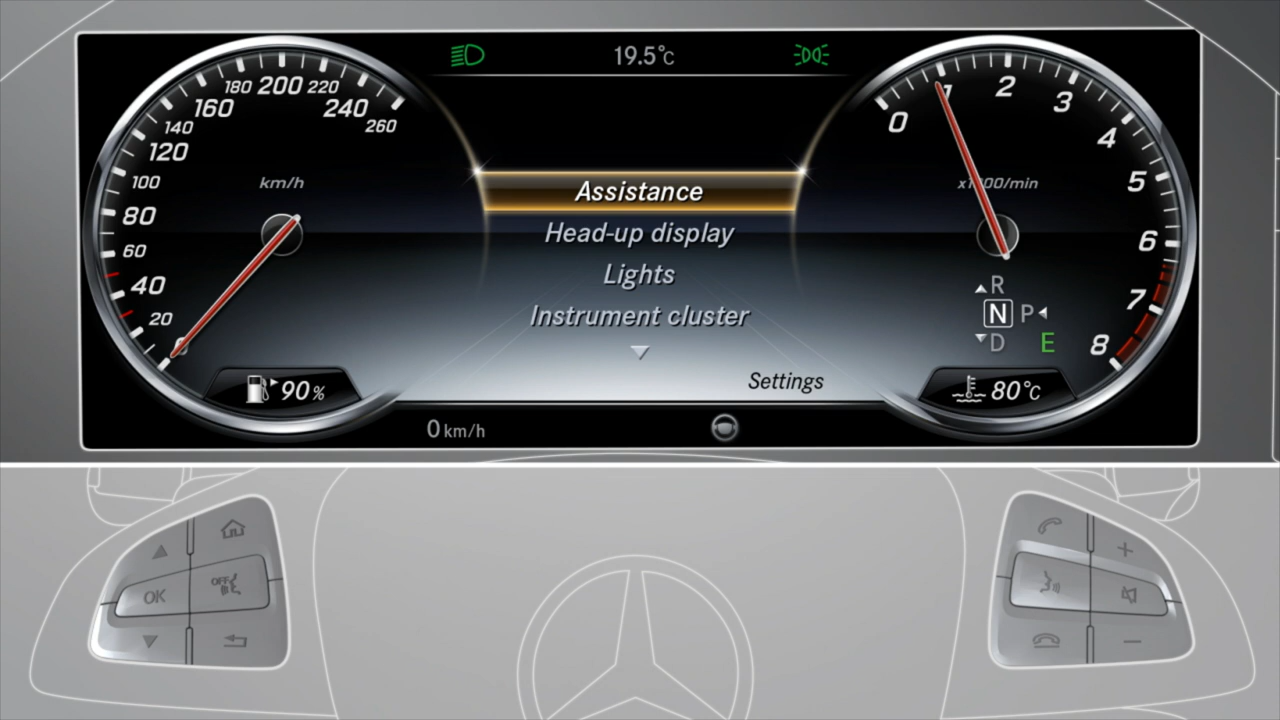 19.5°C
180 200 220
160 240
140 260
120
100
80
60
40
20
0
km/h
Assistance
Head-up display
Lights
Instrument cluster
Settings
0 1 2 3 4 5 6 7 8
x1000/min
R
N P
D E
90%
80°C
0 km/h
OK
OFF